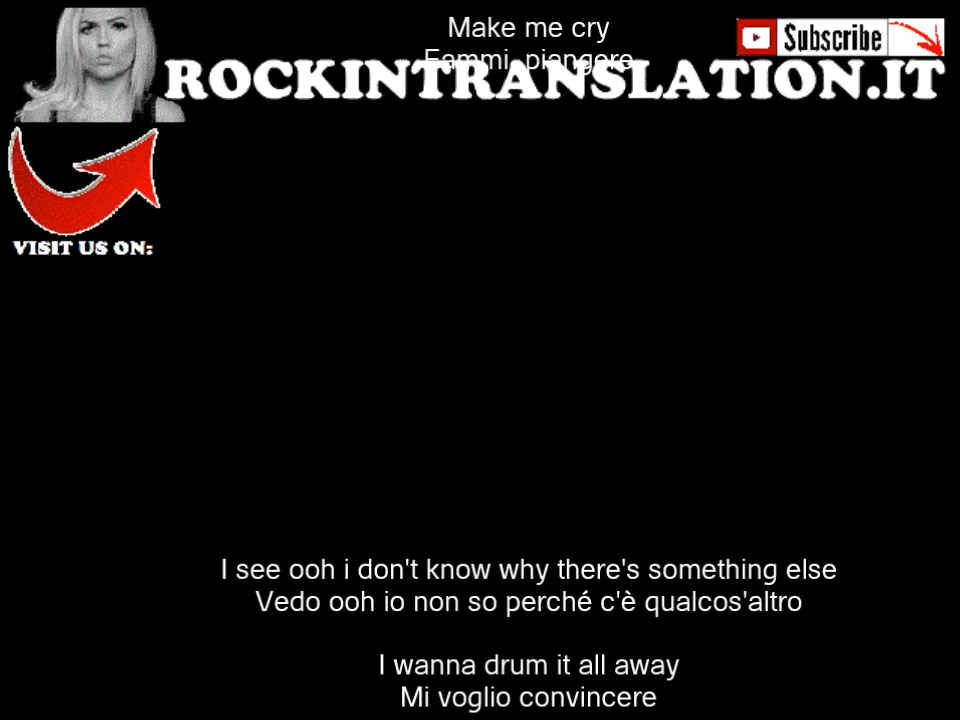 Make me cry
Fammi piangere
Subscribe
ROCKINTRANSLATION.IT
VISIT US ON:
I see ooh i don't know why there's something else
Vedo ooh io non so perché c'è qualcos'altro
I wanna drum it all away
Mi voglio convincere